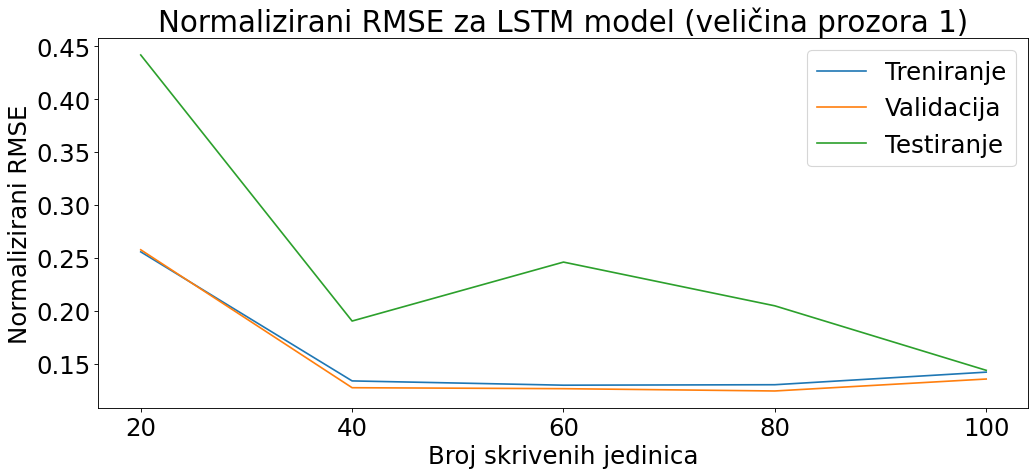 Normalizirani RMSE za LSTM model (veličina prozora 1)
Normalizirani RMSE
0.45
0.40
0.35
0.30
0.25
0.20
0.15
Treniranje
Validacija
Testiranje
20 40 60 80 100
Broj skrivenih jedinica